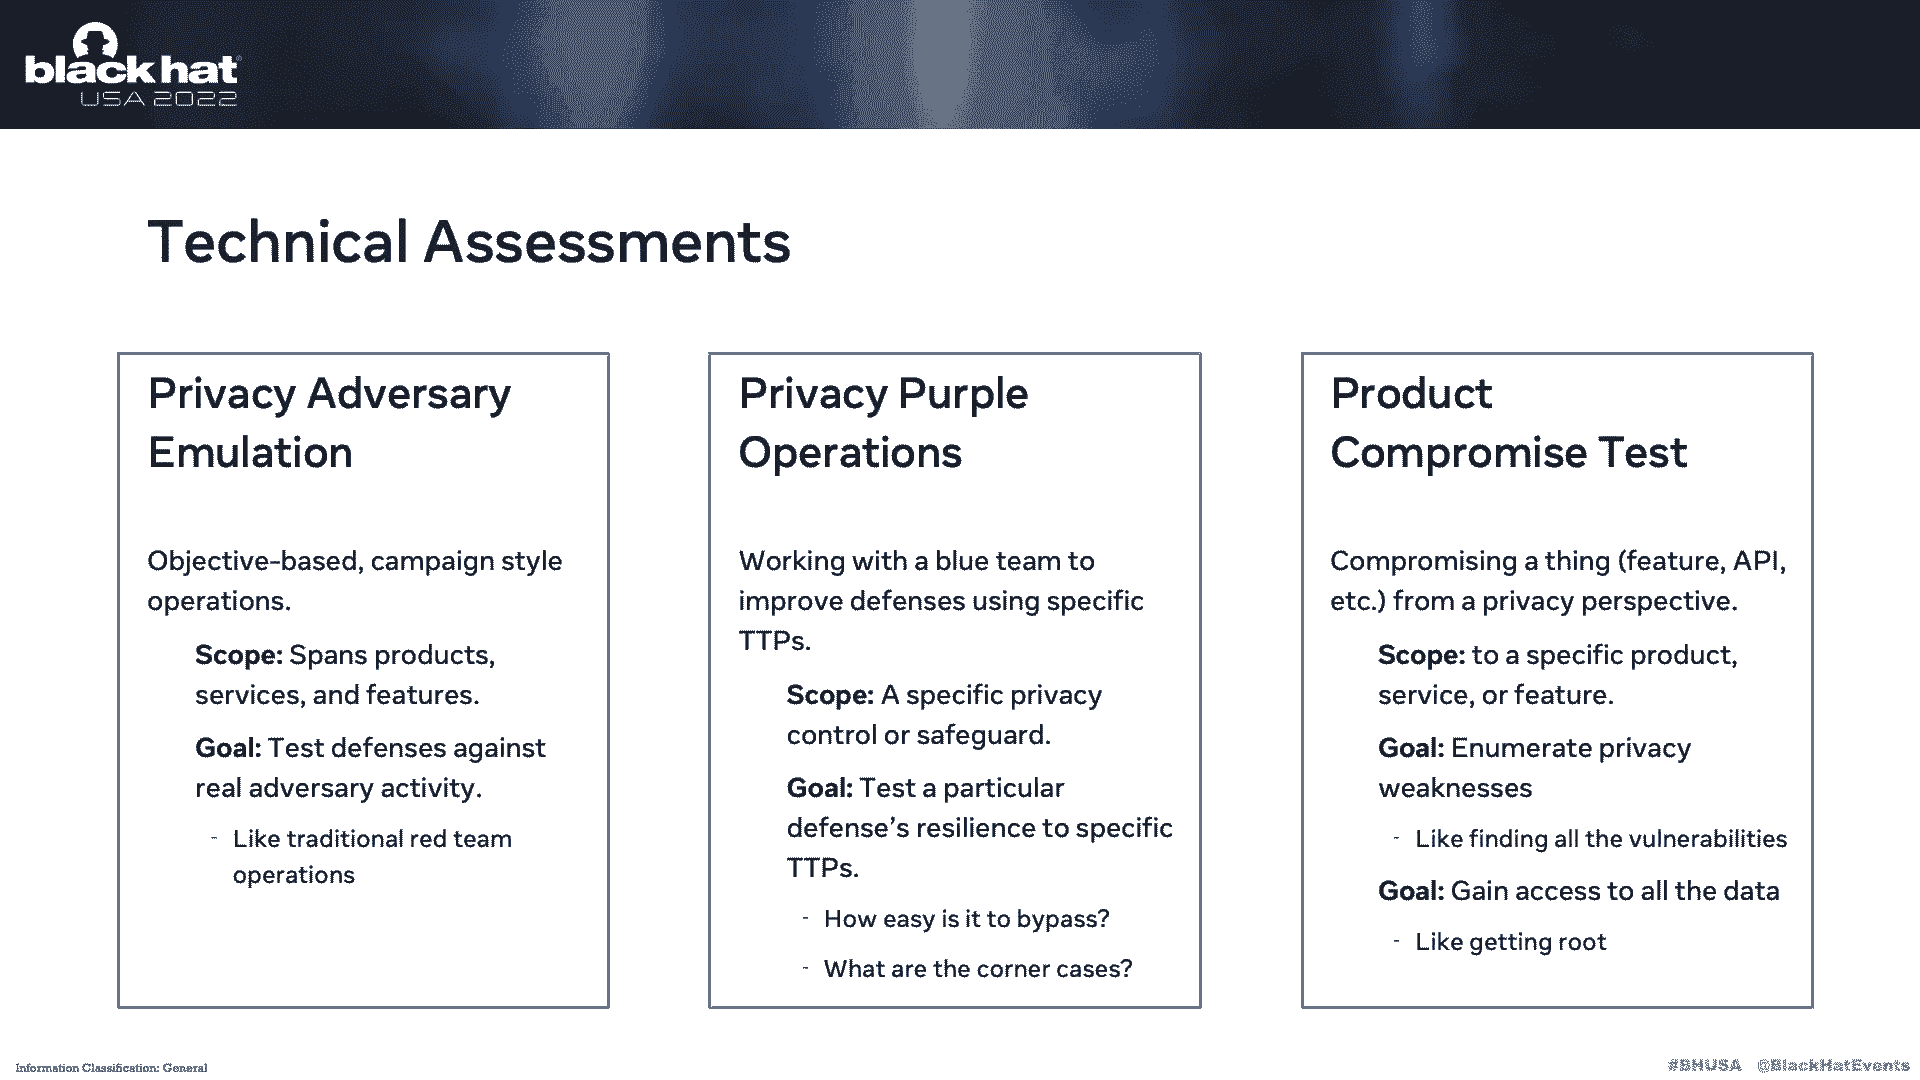 black hat
USA 2022
Technical Assessments
Privacy Adversary
Emulation
Objective-based, campaign style
operations.
Scope: Spans products,
services, and features.
Goal: Test defenses against
real adversary activity.
- Like traditional red team
operations
Privacy Purple
Operations
Working with a blue team to
improve defenses using specific
TTPs.
Scope: A specific privacy
control or safeguard.
Goal: Test a particular
defense’s resilience to specific
TTPs.
- How easy is it to bypass?
- What are the corner cases?
Product
Compromise Test
Compromising a thing (feature, API,
etc.) from a privacy perspective.
Scope: to a specific product,
service, or feature.
Goal: Enumerate privacy
weaknesses
- Like finding all the vulnerabilities
Goal: Gain access to all the data
- Like getting root
Information Classification: General
#BHUSA @BlackHatEvents